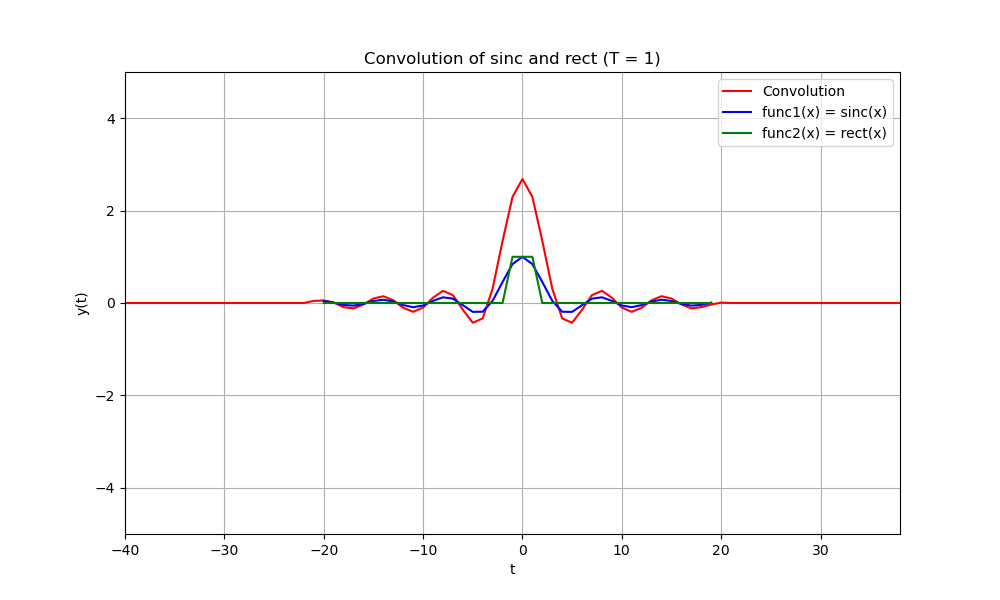 Convolution of sinc and rect (T = 1)
Convolution
func1(x) = sinc(x)
func2(x) = rect(x)
y(t)
4
2
0
−2
−4
−40
−30
−20
−10
0
10
20
30
t